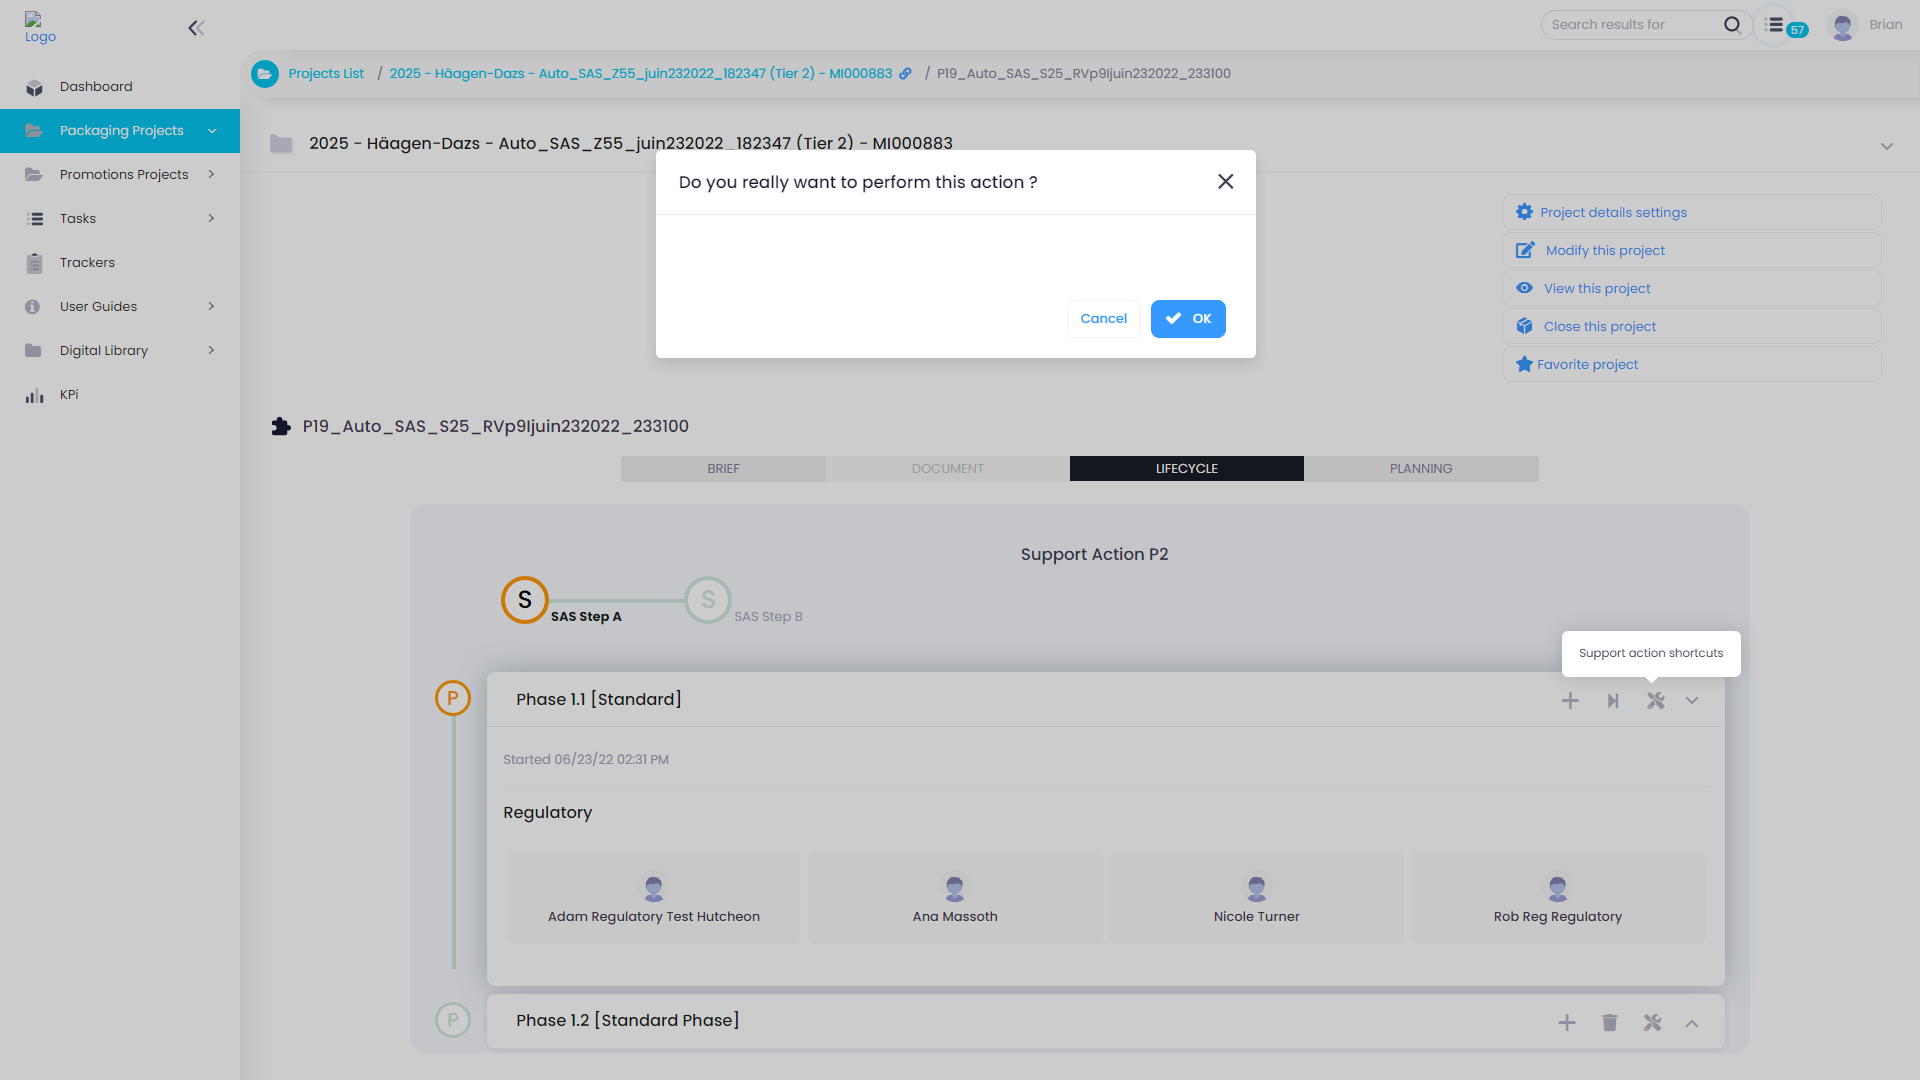 Logo
Search results for
57
Brian
Projects List / 2025 - Häagen-Dazs - Auto_SAS_Z55_juin232022_182347 (Tier 2) - MI000883 / P19_Auto_SAS_S25_RVp9ljuin232022_233100
Dashboard
Packaging Projects
Promotions Projects
Tasks
Trackers
User Guides
Digital Library
KPi
2025 - Häagen-Dazs - Auto_SAS_Z55_juin232022_182347 (Tier 2) - MI000883
Do you really want to perform this action ?
Cancel
OK
Project details settings
Modify this project
View this project
Close this project
Favorite project
P19_Auto_SAS_S25_RVp9ljuin232022_233100
BRIEF
DOCUMENT
LIFECYCLE
PLANNING
Support Action P2
S
SAS Step A
S
SAS Step B
Support action shortcuts
P
Phase 1.1 [Standard]
Started 06/23/22 02:31 PM
Regulatory
Adam Regulatory Test Hutcheon
Ana Massoth
Nicole Turner
Rob Reg Regulatory
P
Phase 1.2 [Standard Phase]